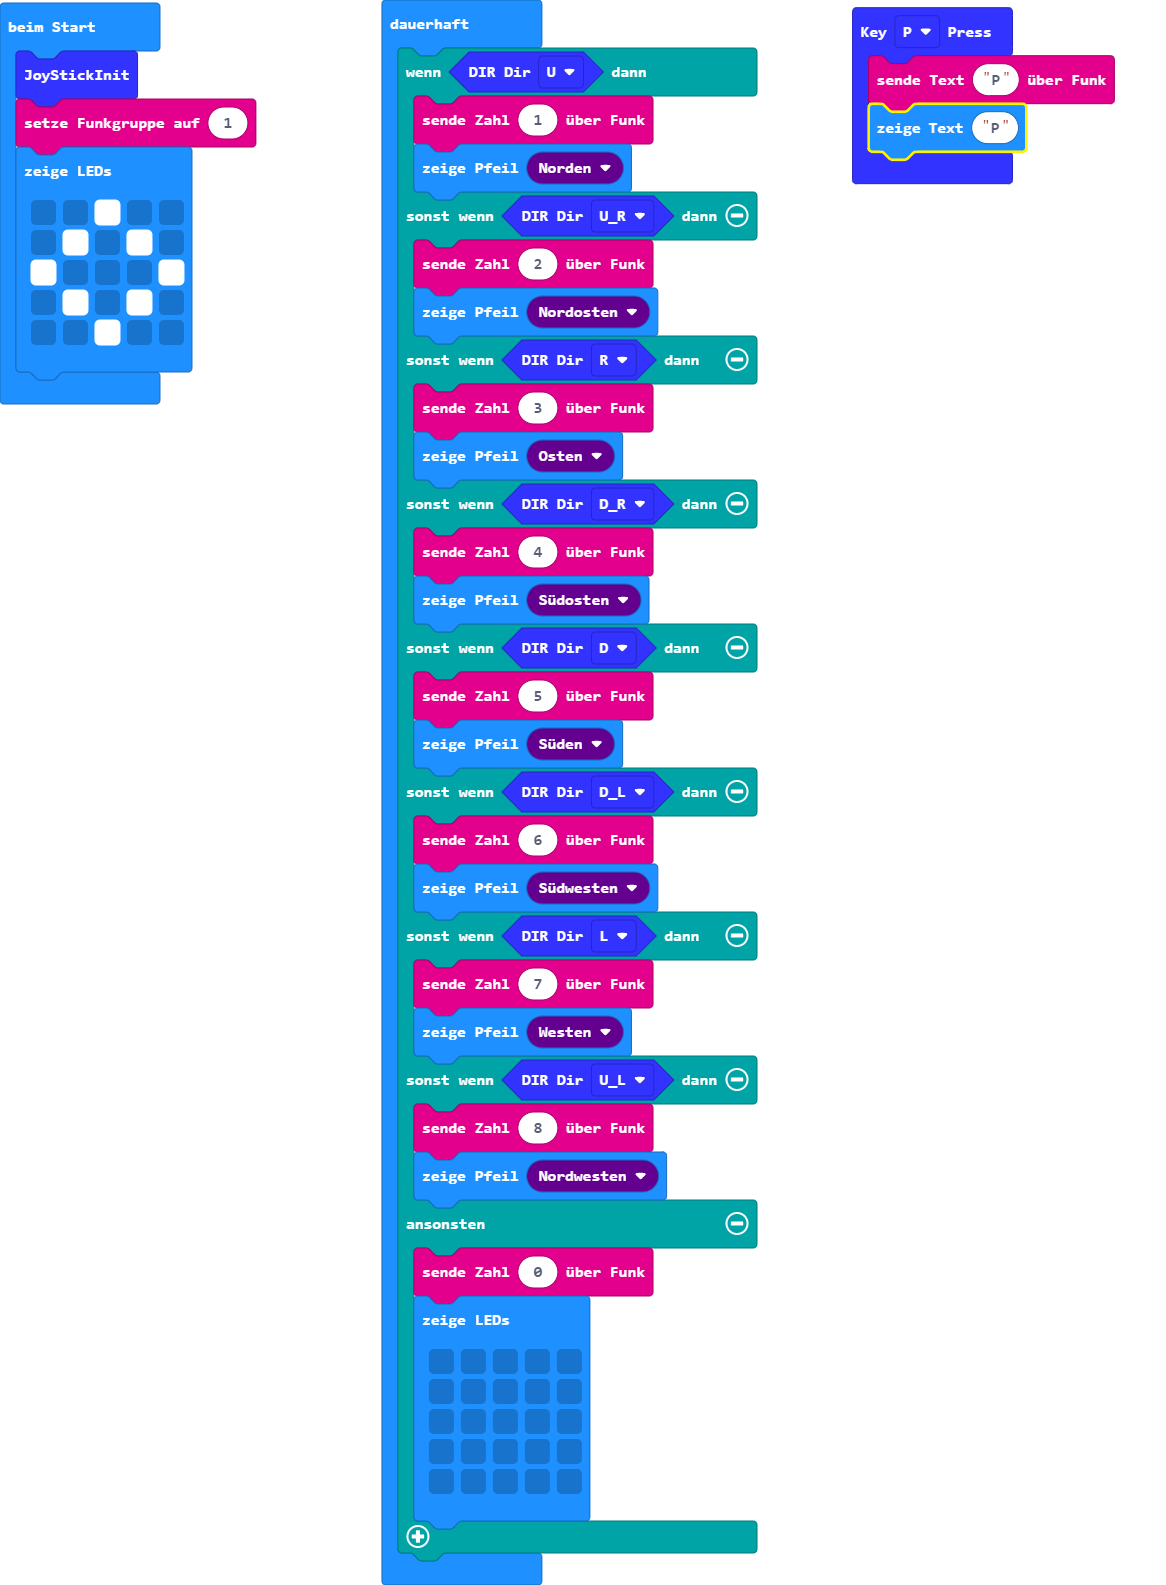 beim Start
JoyStickInit
setze Funkgruppe auf 1
zeige LEDs
dauerhaft
wenn DIR Dir U dann
sende Zahl 1 über Funk
zeige Pfeil Norden
sonst wenn DIR Dir U_R dann
sende Zahl 2 über Funk
zeige Pfeil Nordosten
sonst wenn DIR Dir R dann
sende Zahl 3 über Funk
zeige Pfeil Osten
sonst wenn DIR Dir D_R dann
sende Zahl 4 über Funk
zeige Pfeil Südosten
sonst wenn DIR Dir D dann
sende Zahl 5 über Funk
zeige Pfeil Süden
sonst wenn DIR Dir D_L dann
sende Zahl 6 über Funk
zeige Pfeil Südwesten
sonst wenn DIR Dir L dann
sende Zahl 7 über Funk
zeige Pfeil Westen
sonst wenn DIR Dir U_L dann
sende Zahl 8 über Funk
zeige Pfeil Nordwesten
ansonsten
sende Zahl 0 über Funk
zeige LEDs
Key P Press
sende Text "P" über Funk
zeige Text "P"